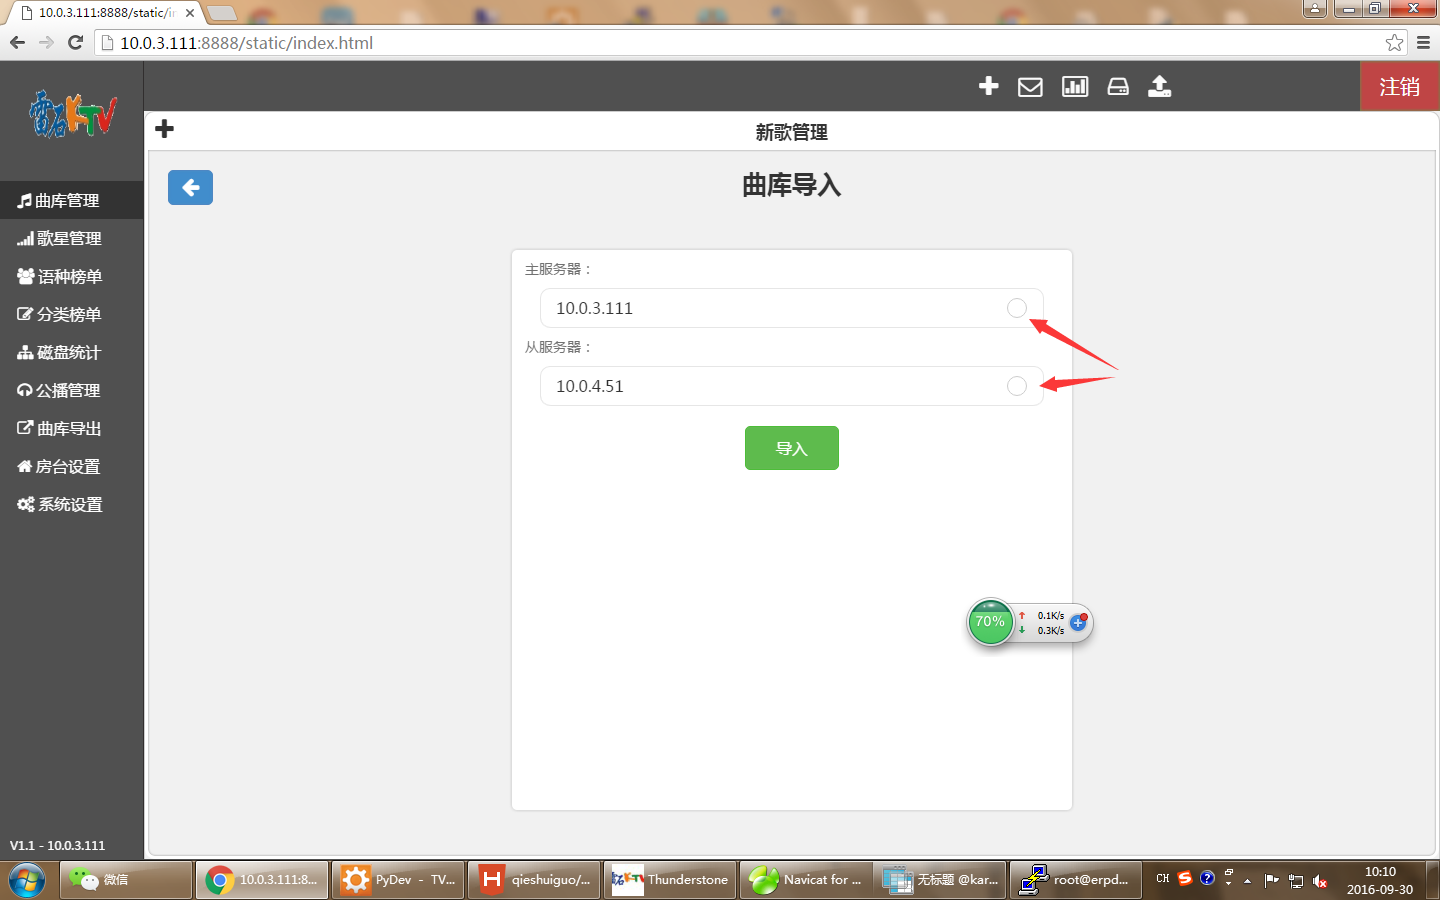 10.0.3.111:8888/static/in
10.0.3.111:8888/static/index.html
雷石KTV
注销
新歌管理
曲库管理
歌星管理
语种榜单
分类榜单
磁盘统计
公播管理
曲库导出
房台设置
系统设置
V1.1 - 10.0.3.111
曲库导入
主服务器：
10.0.3.111
从服务器：
10.0.4.51
导入
70%
0.1K/s
0.3K/s
微信
10.0.3.111:8...
PyDev - TV...
qieshuiguo/...
Thunderstone
Navicat for ...
无标题 @kar...
root@erpd...
CH
10:10
2016-09-30